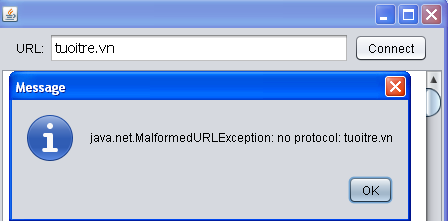 URL: tuoitre.vn Connect
Message
java.net.MalformedURLException: no protocol: tuoitre.vn
OK